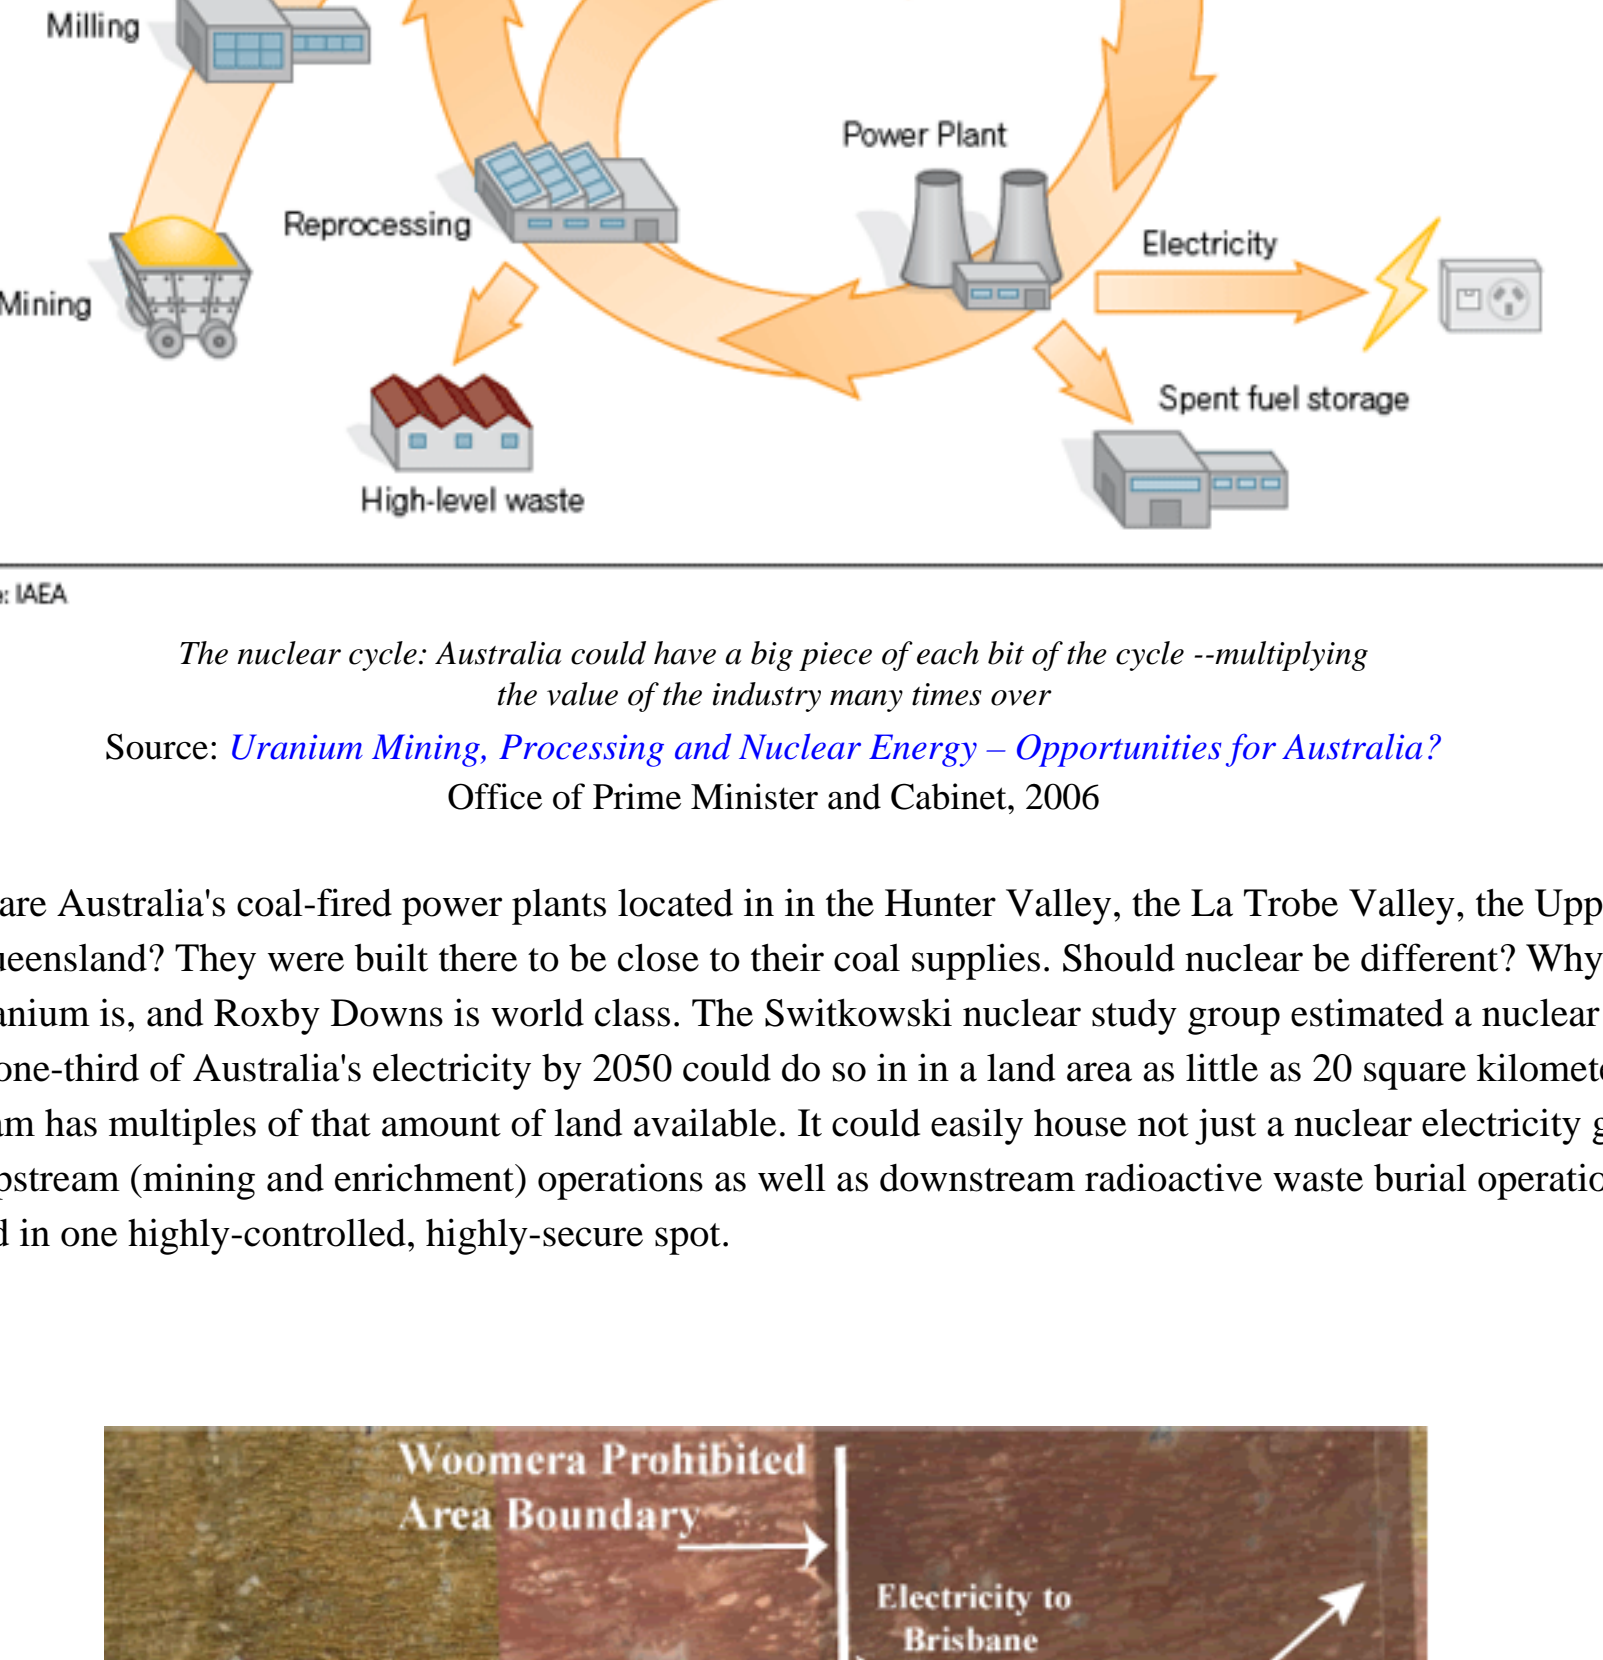 Milling
Power Plant
Reprocessing
Electricity
Mining
Spent fuel storage
High-level waste
: IAEA
The nuclear cycle: Australia could have a big piece of each bit of the cycle --multiplying
the value of the industry many times over
Source: Uranium Mining, Processing and Nuclear Energy – Opportunities for Australia?
Office of Prime Minister and Cabinet, 2006
are Australia's coal-fired power plants located in in the Hunter Valley, the La Trobe Valley, the
They were built there to be close to their coal supplies. Should nuclear be different? Why
is, and Roxby Downs is world class. The Switkowski nuclear study group estimated a nuclear
one-third of Australia's electricity by 2050 could do so in in a land area as little as 20 square
has multiples of that amount of land available. It could easily house not just a nuclear electricity
(mining and enrichment) operations as well as downstream radioactive waste burial
in one highly-controlled, highly-secure spot.
Woomera Prohibited
Area Boundary
Electricity to
Brisbane